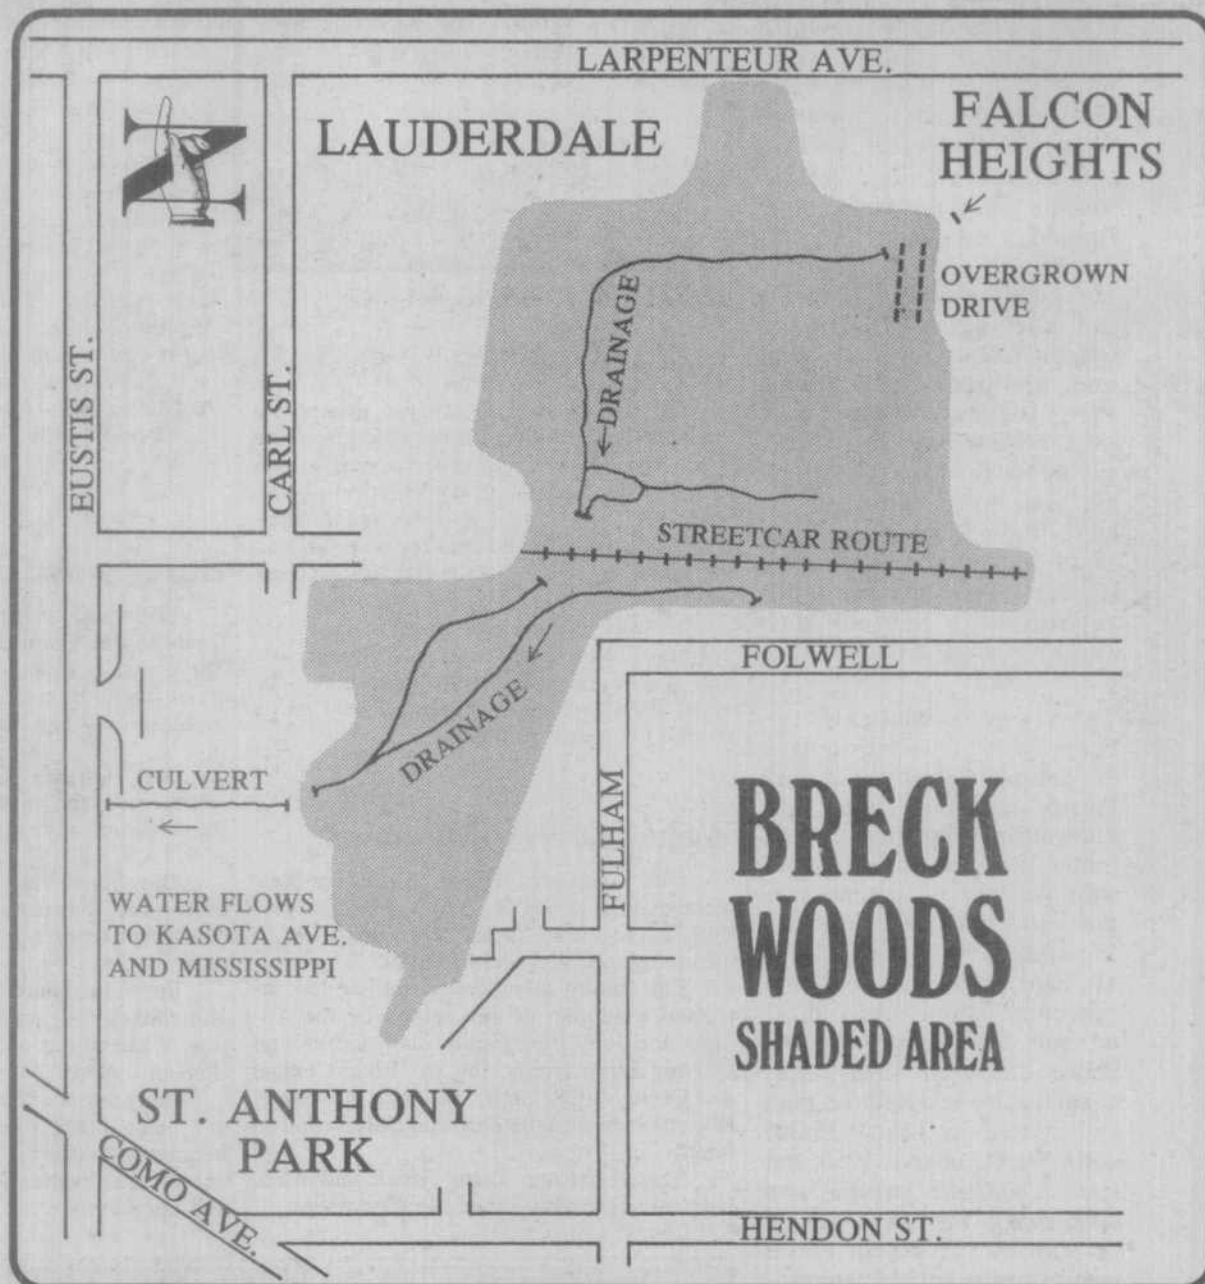 LARPENTEUR AVE.
N
LAUDERDALE
FALCON
HEIGHTS
OVERGROWN
DRIVE
DRAINAGE
EUSTIS ST.
CARL ST.
STREETCAR ROUTE
FOLWELL
DRAINAGE
CULVERT
FULHAM
BRECK
WOODS
SHADED AREA
WATER FLOWS
TO KASOTA AVE.
AND MISSISSIPPI
ST. ANTHONY
PARK
COMO AVE.
HENDON ST.